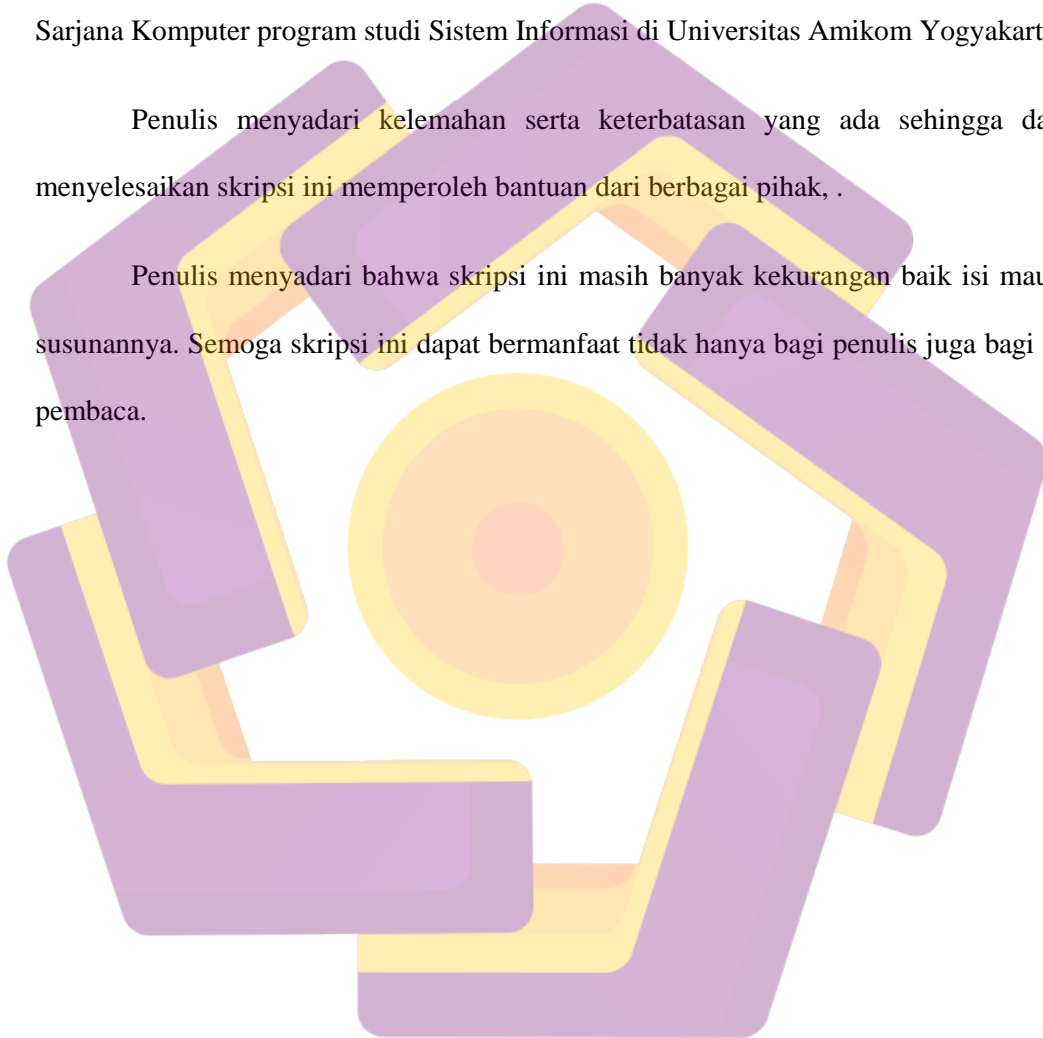 Sarjana Komputer program studi Sistem Informasi di Universitas Amikom Yogyakart
Penulis menyadari kelemahan serta keterbatasan yang ada sehingga da
menyelesaikan skripsi ini memperoleh bantuan dari berbagai pihak, .
Penulis menyadari bahwa skripsi ini masih banyak kekurangan baik isi mau
susunannya. Semoga skripsi ini dapat bermanfaat tidak hanya bagi penulis juga bagi
pembaca.